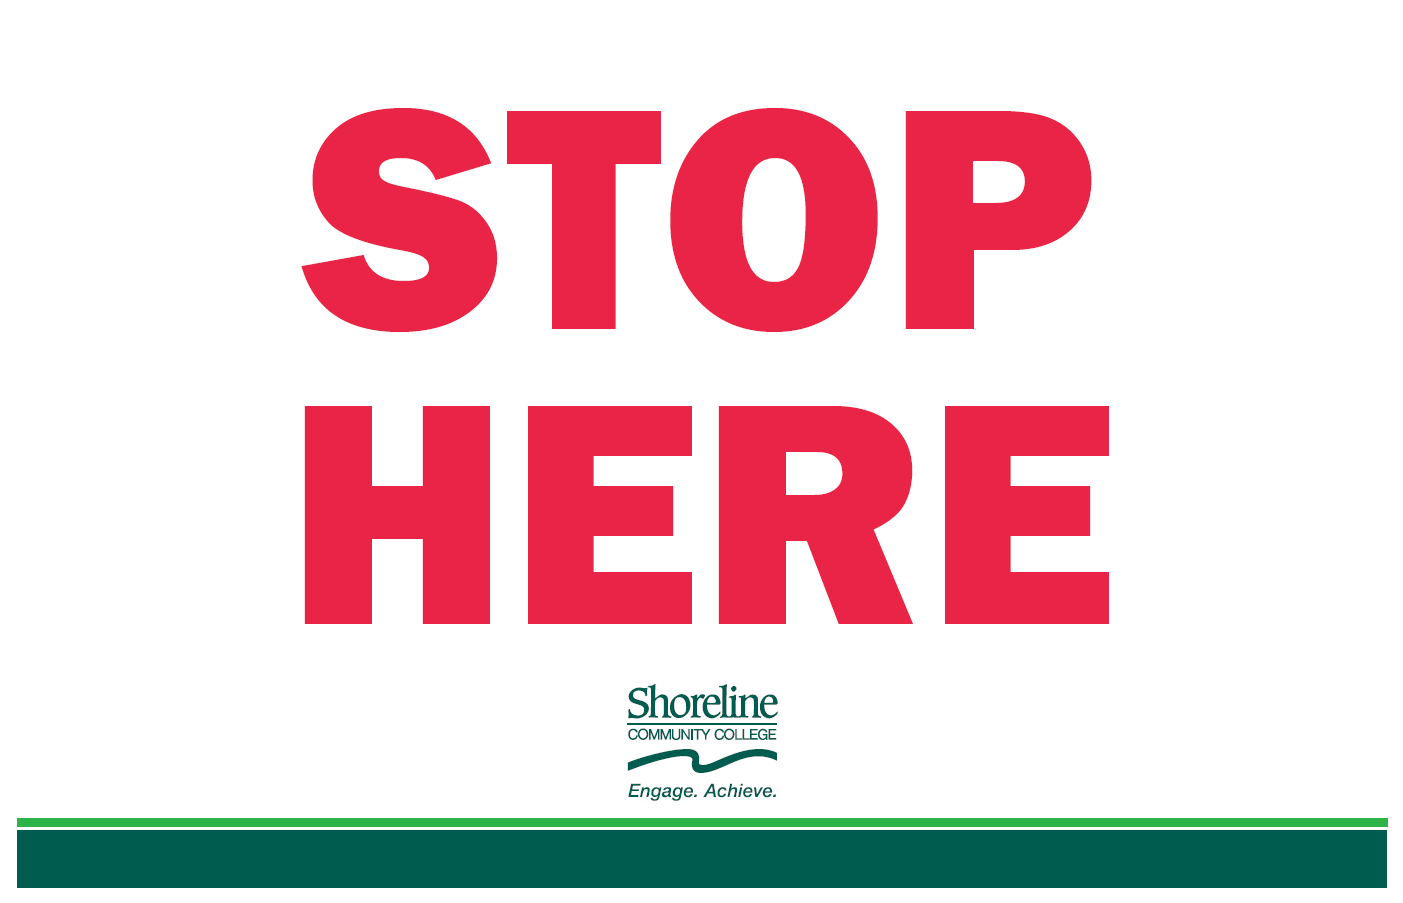 STOP
HERE
Shoreline
COMMUNITY COLLEGE
Engage. Achieve.